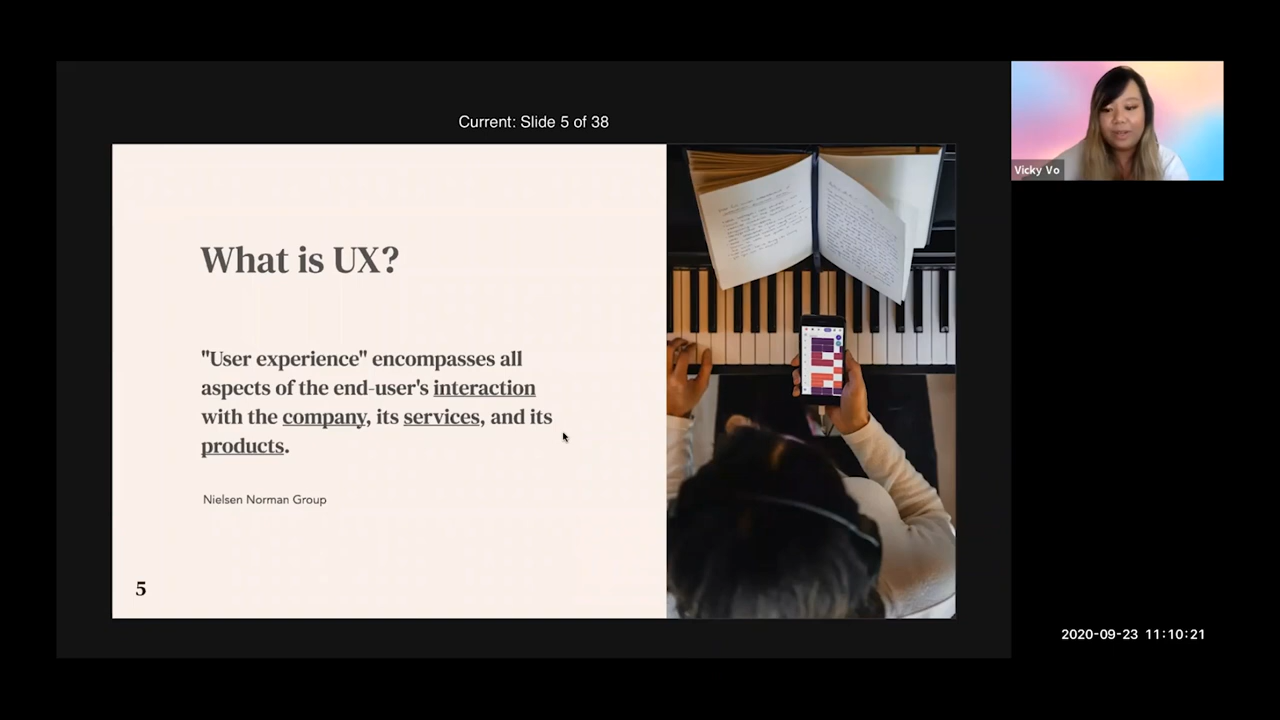 Current: Slide 5 of 38
What is UX?
"User experience" encompasses all
aspects of the end-user's interaction
with the company, its services, and its
products.
Nielsen Norman Group
5
Vicky Vo
2020-09-23 11:10:21